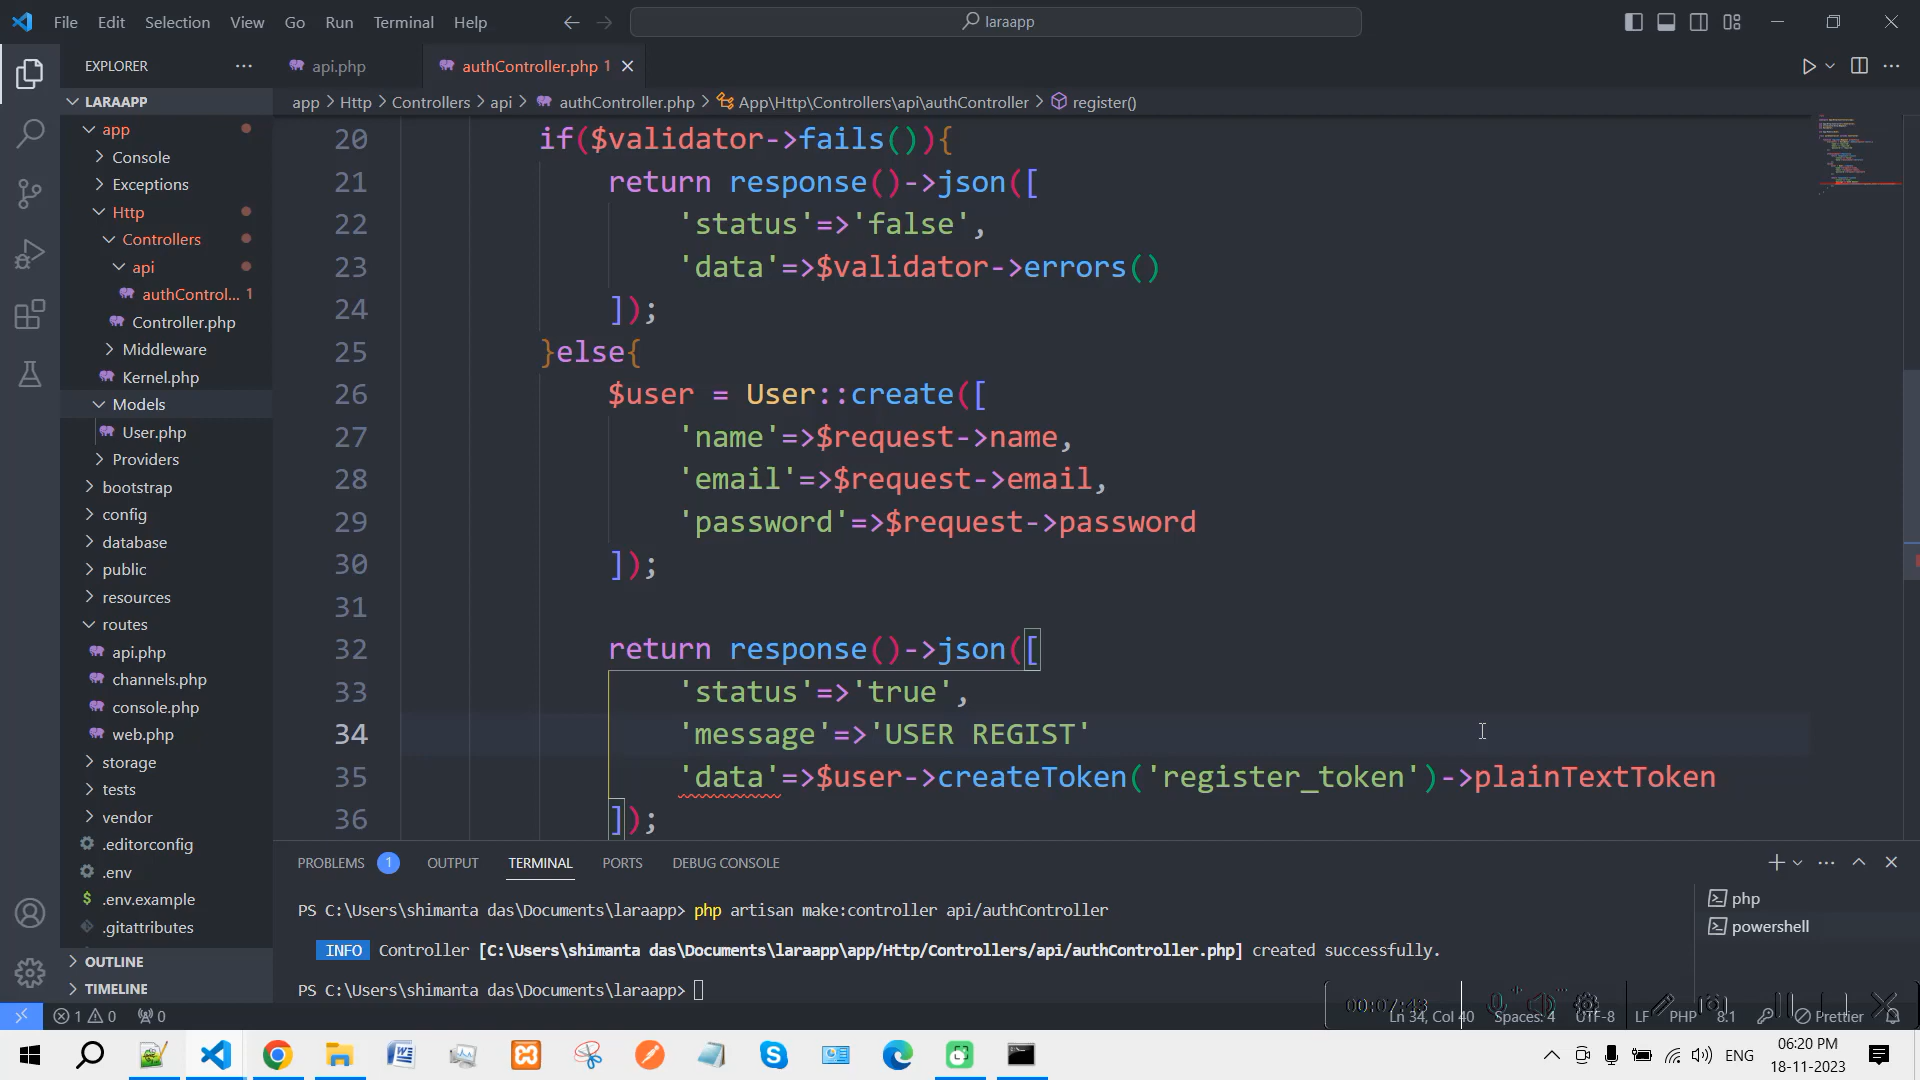 File Edit Selection View Go Run Terminal Help
laraapp
EXPLORER
api.php
authController.php 1
LARAAPP
app > Http > Controllers > api > authController.php > App\Http\Controllers\api\authController > register()
app
Console
Exceptions
Http
Controllers
api
authControl... 1
Controller.php
Middleware
Kernel.php
Models
User.php
Providers
bootstrap
config
database
public
resources
routes
api.php
channels.php
console.php
web.php
storage
tests
vendor
.editorconfig
.env
$ .env.example
.gitattributes
OUTLINE
TIMELINE
20 if($validator->fails()){
21 return response()->json([
22 'status'=>'false',
23 'data'=>$validator->errors()
24 ]);
25 }else{
26 $user = User::create([
27 'name'=>$request->name,
28 'email'=>$request->email,
29 'password'=>$request->password
30 ]);
31
32 return response()->json([
33 'status'=>'true',
34 'message'=>'USER REGIST'
35 'data'=>$user->createToken('register_token')->plainTextToken
36 ]);
PROBLEMS 1 OUTPUT TERMINAL PORTS DEBUG CONSOLE
PS C:\Users\shimanta das\Documents\laraapp> php artisan make:controller api/authController
INFO Controller [C:\Users\shimanta das\Documents\laraapp\app/Http/Controllers/api/authController.php] created successfully.
PS C:\Users\shimanta das\Documents\laraapp>
php
powershell
00:07:43
1 0 0
Ln 34, Col 40 Spaces: 4 UTF-8 LF PHP 8.1 Prettier
ENG
06:20 PM
18-11-2023